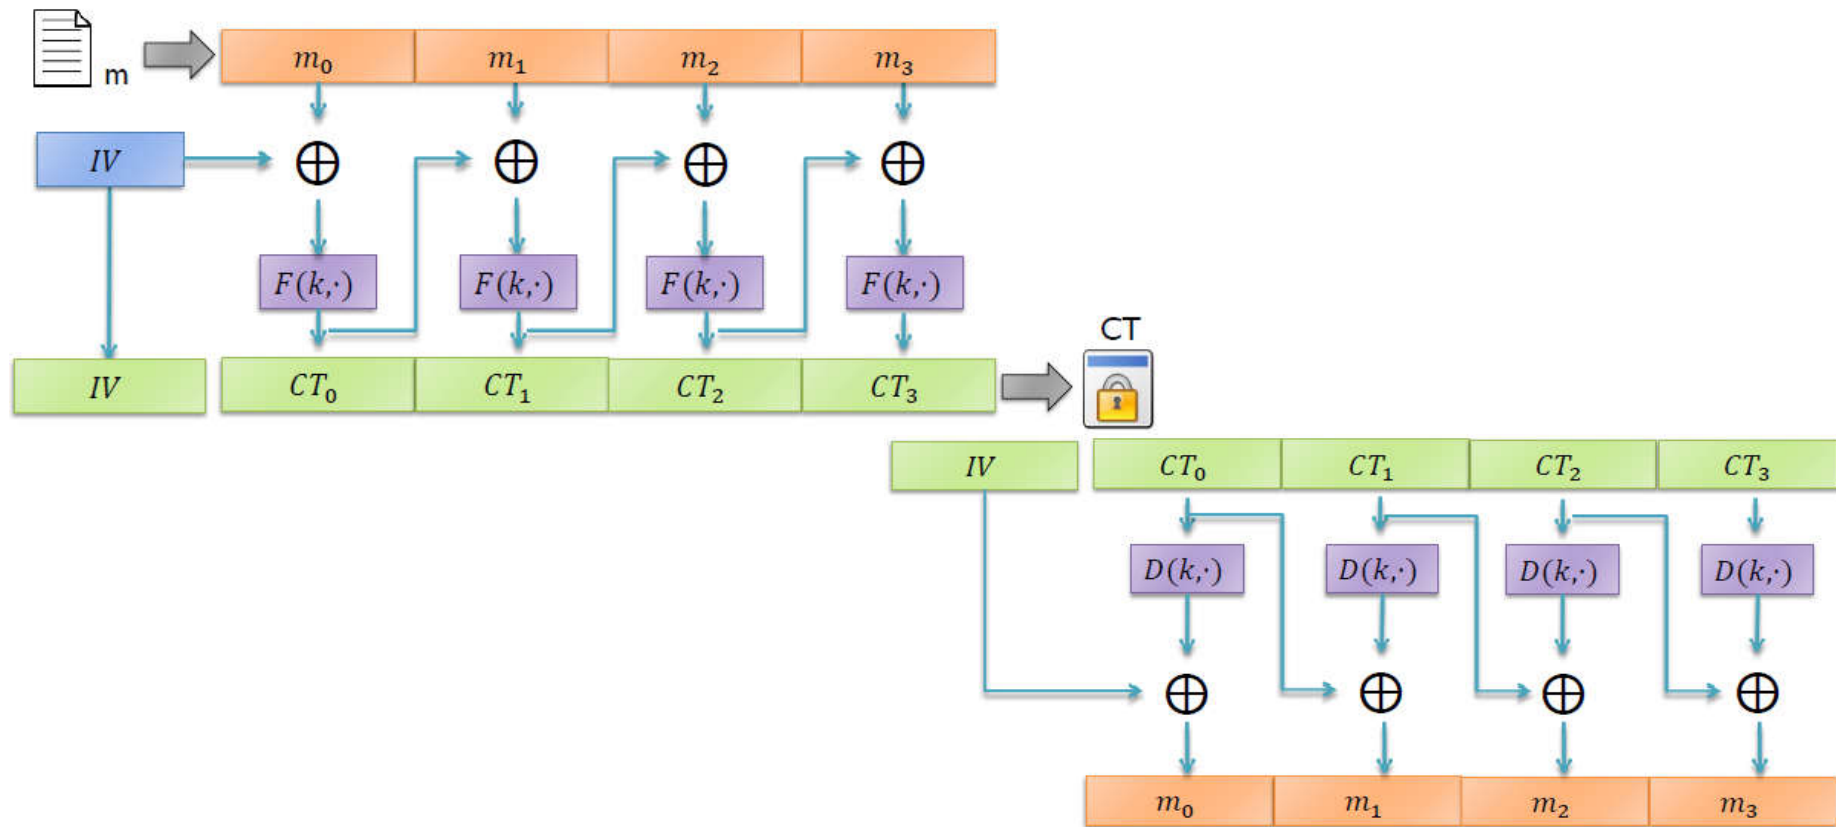 m
m₀ m₁ m₂ m₃
IV
F(k,·) F(k,·) F(k,·) F(k,·)
CT
IV CT₀ CT₁ CT₂ CT₃
IV CT₀ CT₁ CT₂ CT₃
D(k,·) D(k,·) D(k,·) D(k,·)
m₀ m₁ m₂ m₃